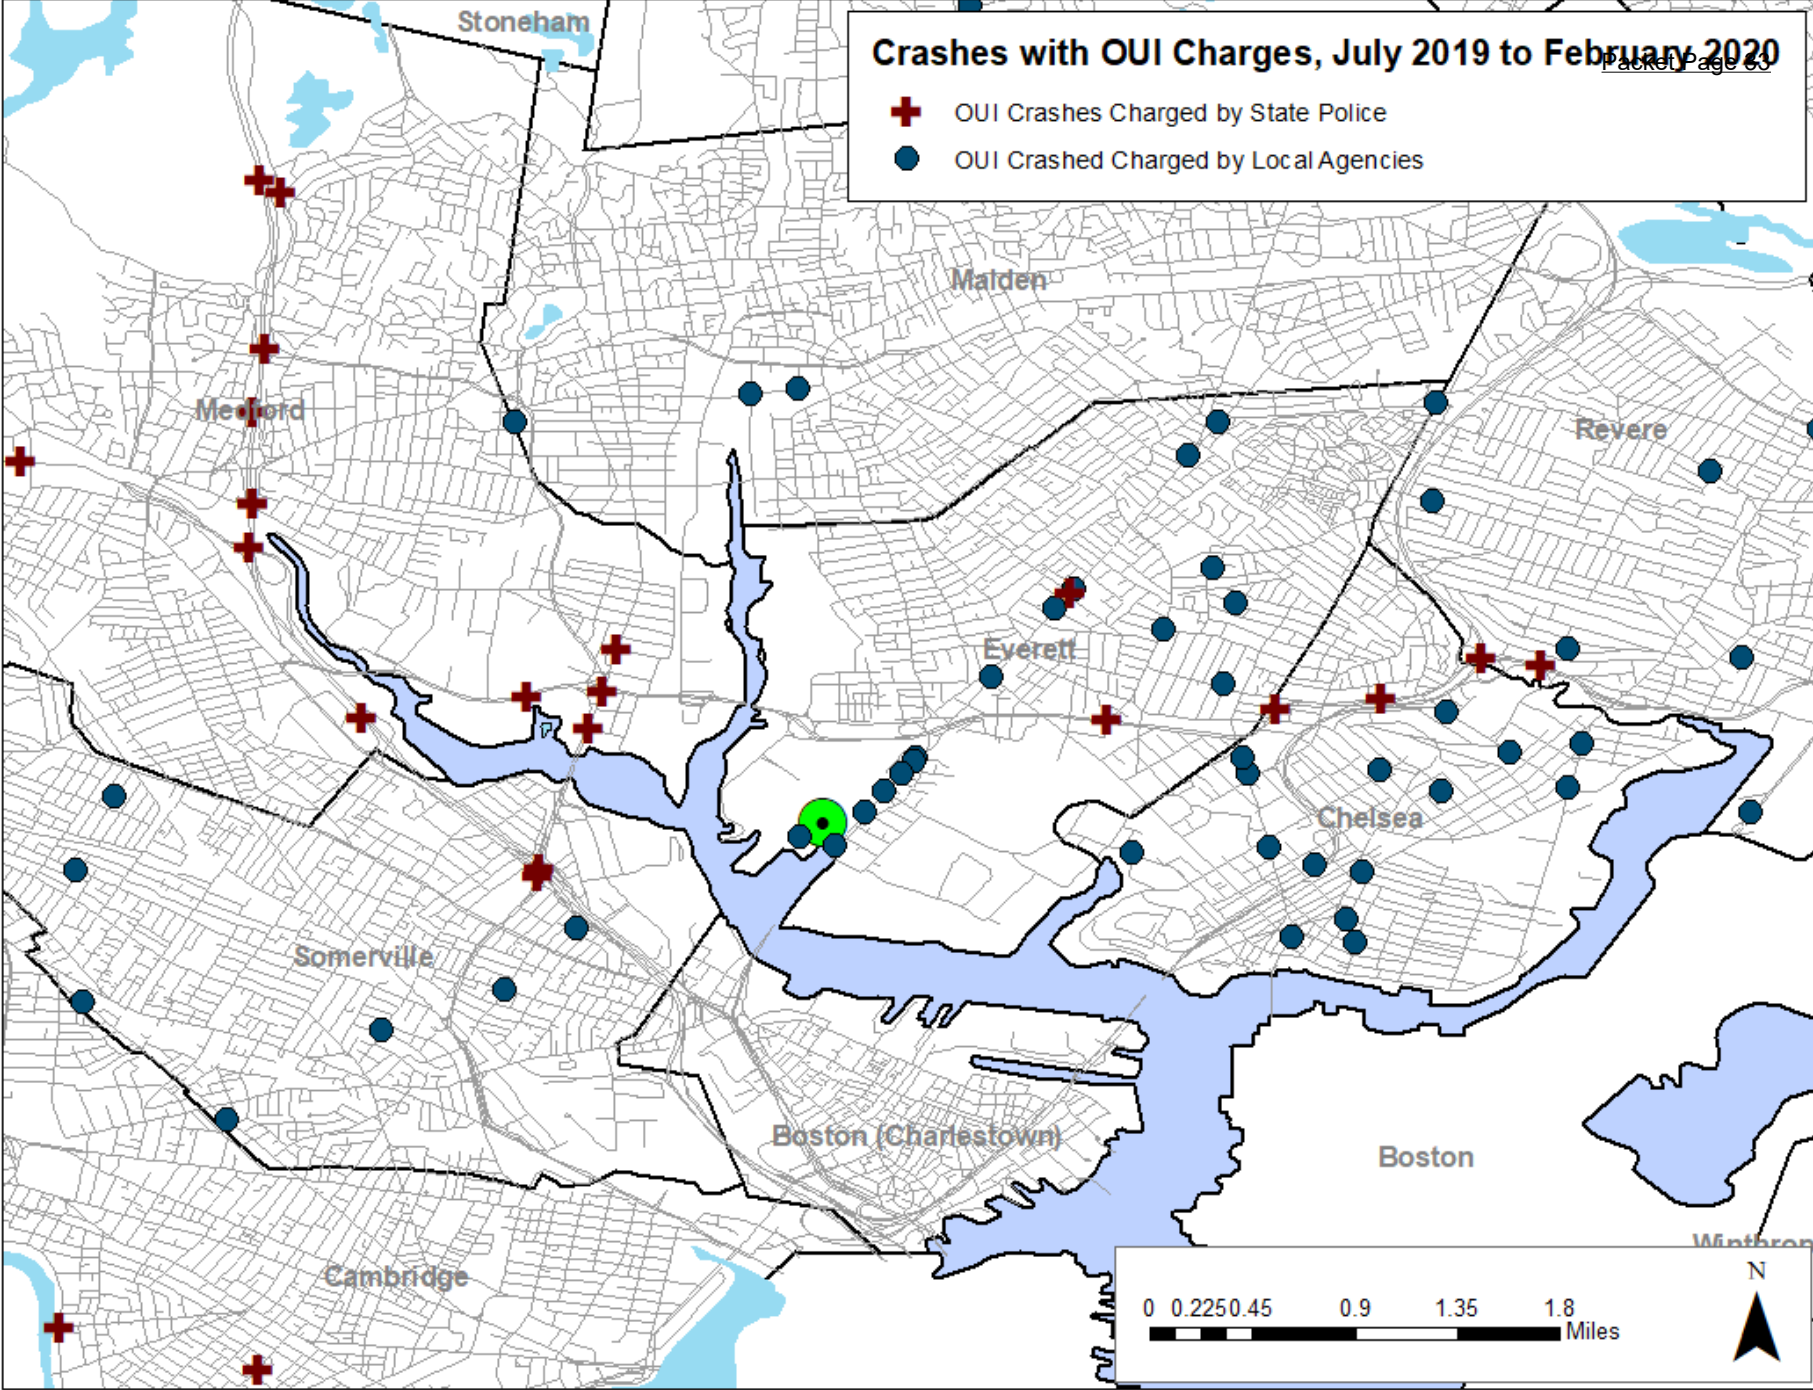 Stoneham
Crashes with OUI Charges, July 2019 to February 2020
Packet Page 83
OUI Crashes Charged by State Police
OUI Crashed Charged by Local Agencies
Malden
Medford
Revere
Everett
Chelsea
Somerville
Boston (Charlestown)
Boston
Winthrop
Cambridge
N
0 0.225 0.45 0.9 1.35 1.8
Miles